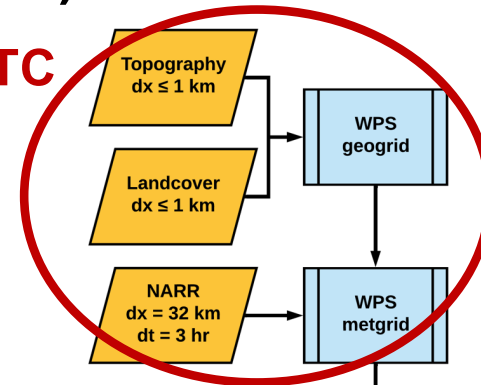 TC
Topography
dx ≤ 1 km
WPS
geogrid
Landcover
dx ≤ 1 km
NARR
dx = 32 km
dt = 3 hr
WPS
metgrid